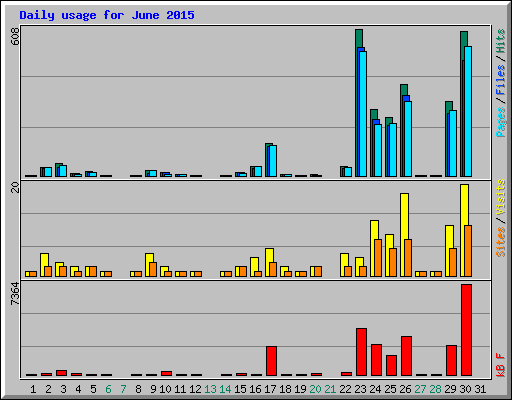 Daily usage for June 2015
608
Pages / Files / Hits
20
Sites / Visits
7364
kB F
1 2 3 4 5 6 7 8 9 10 11 12 13 14 15 16 17 18 19 20 21 22 23 24 25 26 27 28 29 30 31